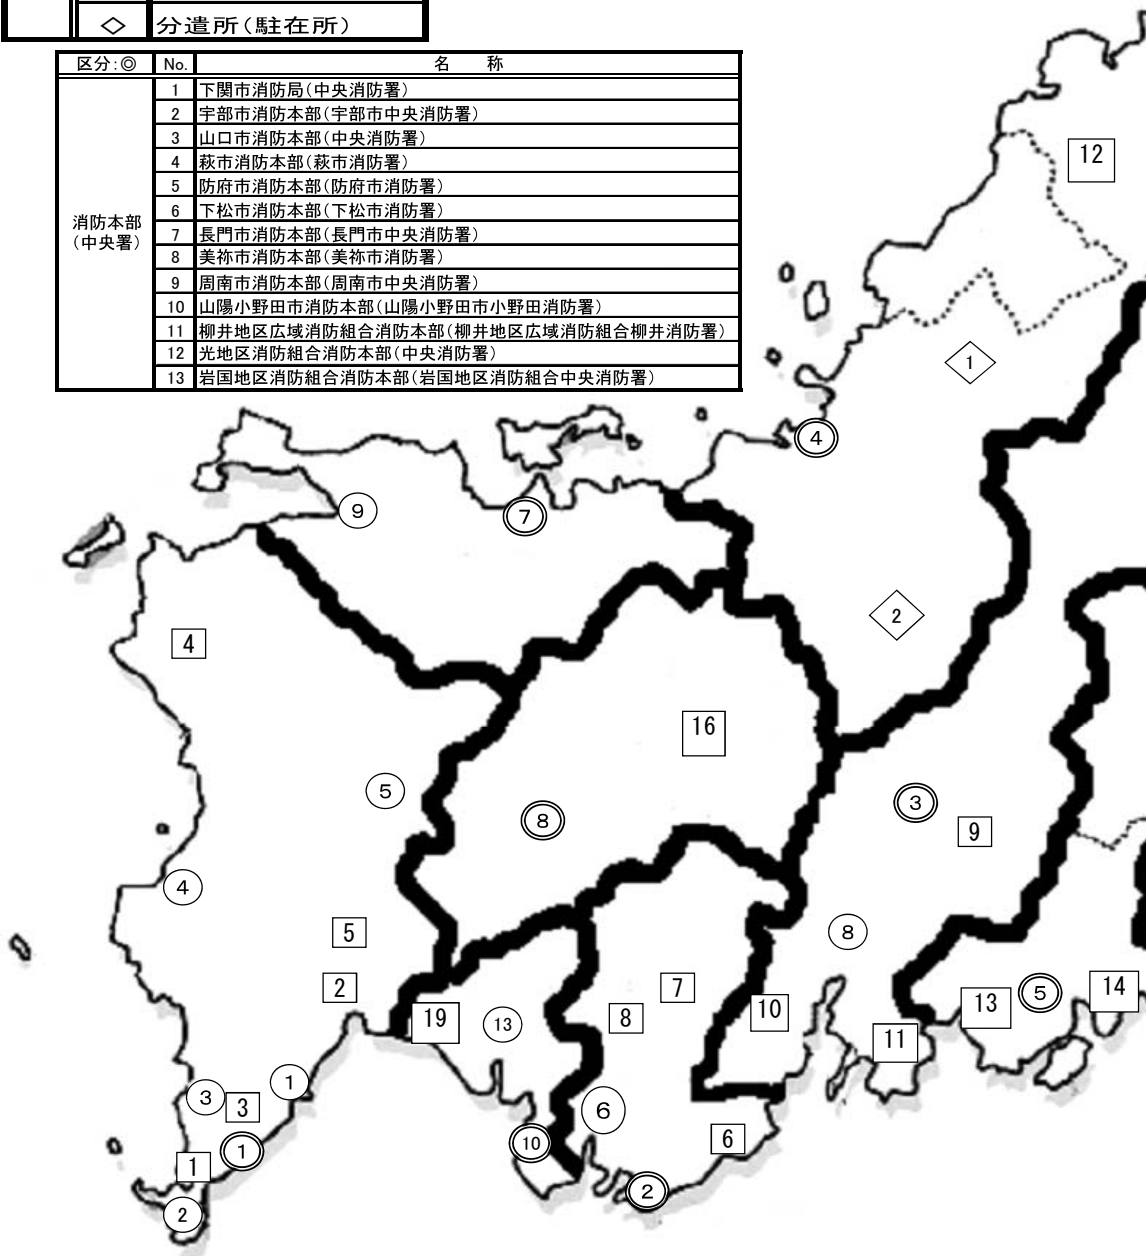 ◇ 分遣所(駐在所)
区分:◎ No. 名 称
消防本部
(中央署)
1 下関市消防局(中央消防署)
2 宇部市消防本部(宇部市中央消防署)
3 山口市消防本部(中央消防署)
4 萩市消防本部(萩市消防署)
5 防府市消防本部(防府市消防署)
6 下松市消防本部(下松市消防署)
7 長門市消防本部(長門市中央消防署)
8 美祢市消防本部(美祢市消防署)
9 周南市消防本部(周南市中央消防署)
10 山陽小野田市消防本部(山陽小野田市小野田消防署)
11 柳井地区広域消防組合消防本部(柳井地区広域消防組合柳井消防署)
12 光地区消防組合消防本部(中央消防署)
13 岩国地区消防組合消防本部(岩国地区消防組合中央消防署)
12
1
4
9
7
2
4
16
5
8
3
9
4
5
8
2
7
14
5
13
10
8
19
13
11
1
3
3
6
6
10
1
1
2
2